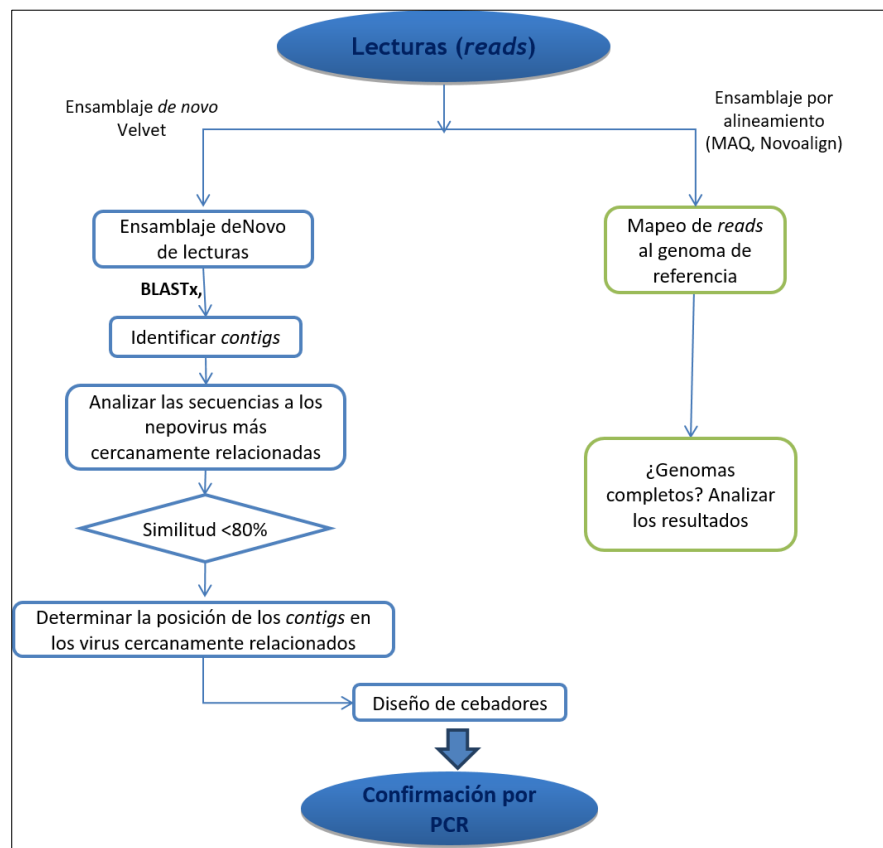 Lecturas (reads)
Ensamblaje de novo
Velvet
Ensamblaje por
alineamiento
(MAQ, Novoalign)
Ensamblaje deNovo
de lecturas
BLASTx,
Identificar contigs
Analizar las secuencias a los
nepovirus más
cercanamente relacionadas
Similitud <80%
Determinar la posición de los contigs en
los virus cercanamente relacionados
Mapeo de reads
al genoma de
referencia
¿Genomas
completos? Analizar
los resultados
Diseño de cebadores
Confirmación por
PCR